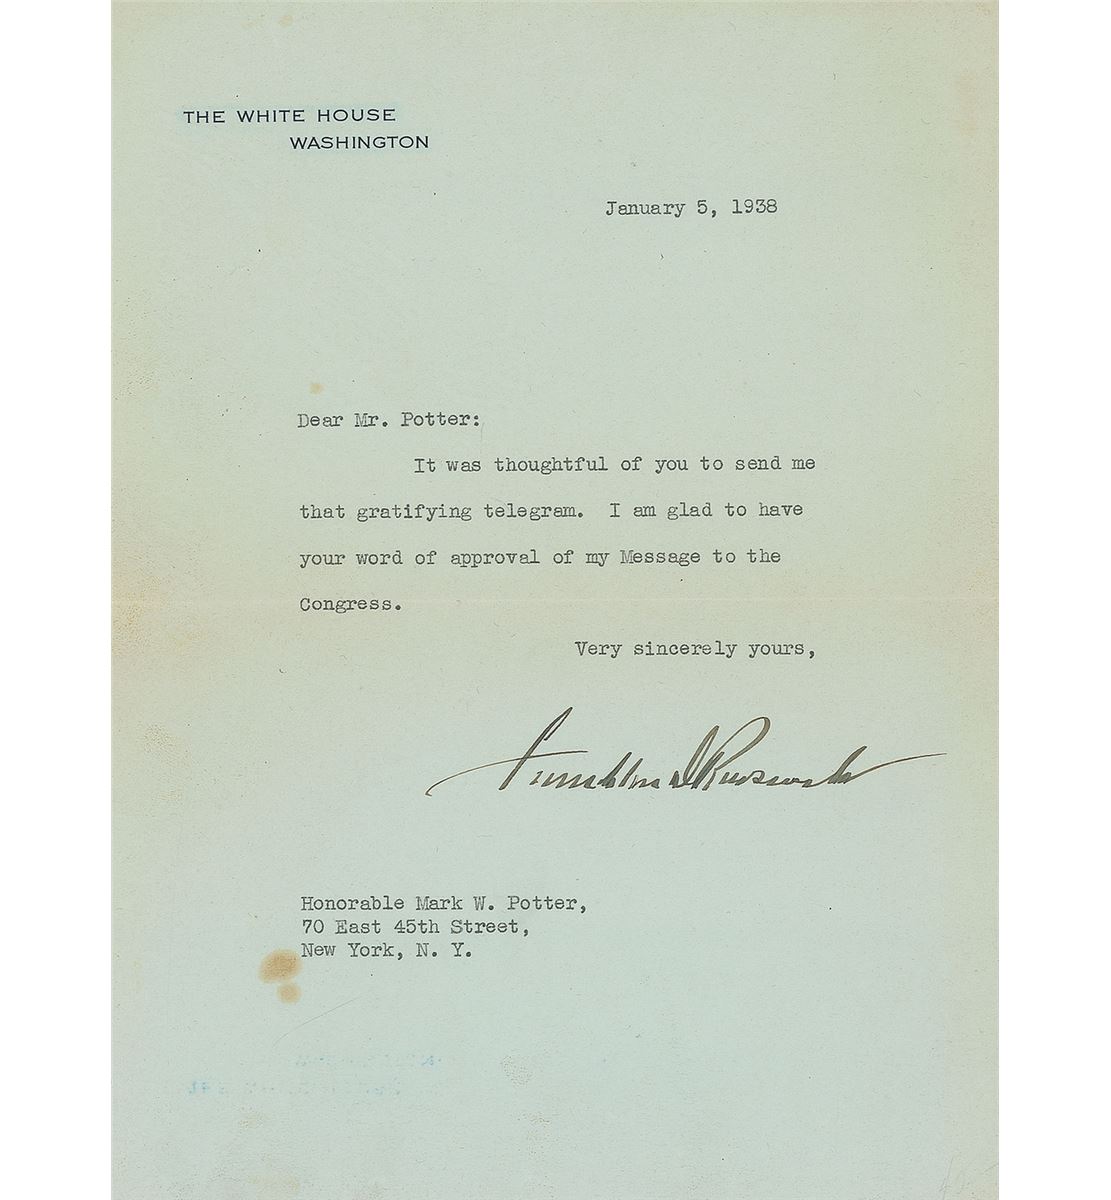 THE WHITE HOUSE
WASHINGTON
January 5, 1938
Dear Mr. Potter:
It was thoughtful of you to send me
that gratifying telegram. I am glad to have
your word of approval of my Message to the
Congress.
Very sincerely yours,
Franklin D Roosevelt
Honorable Mark W. Potter,
70 East 45th Street,
New York, N. Y.